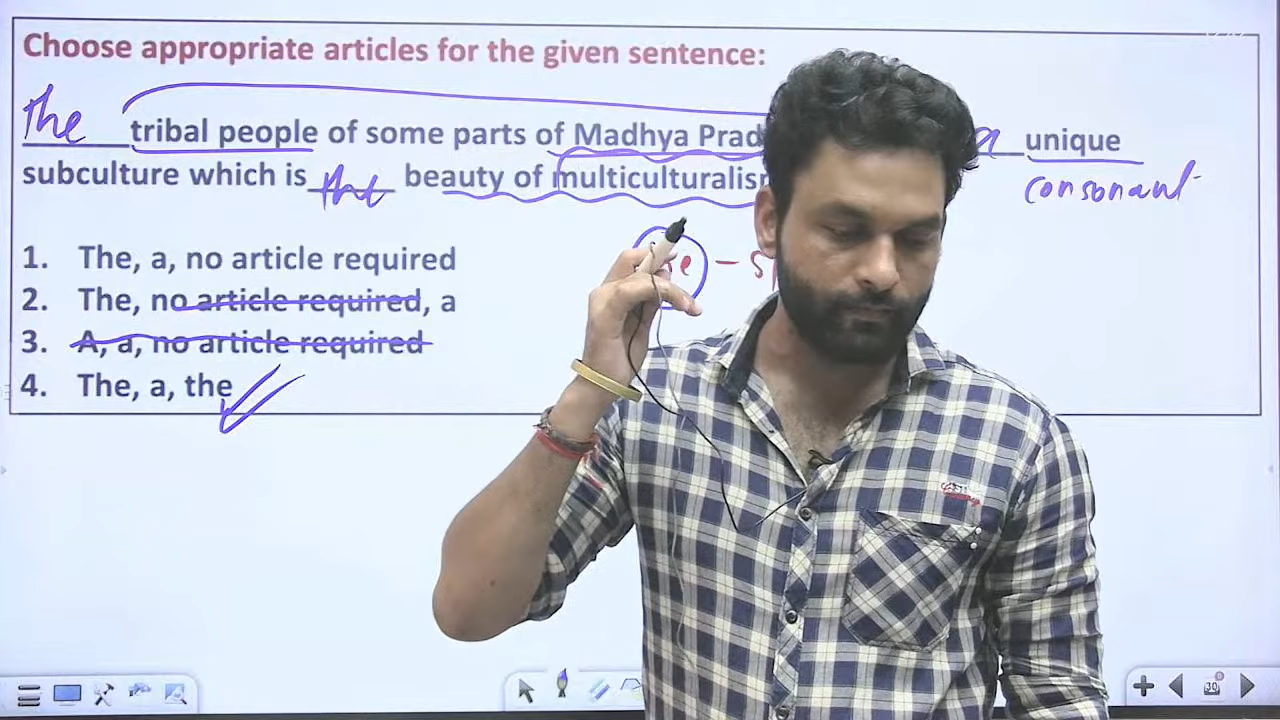 Choose appropriate articles for the given sentence:
The tribal people of some parts of Madhya Prad a unique
subculture which is the beauty of multiculturalis
consonant
1. The, a, no article required
2. The, no article required, a
3. A, a, no article required
4. The, a, the
30